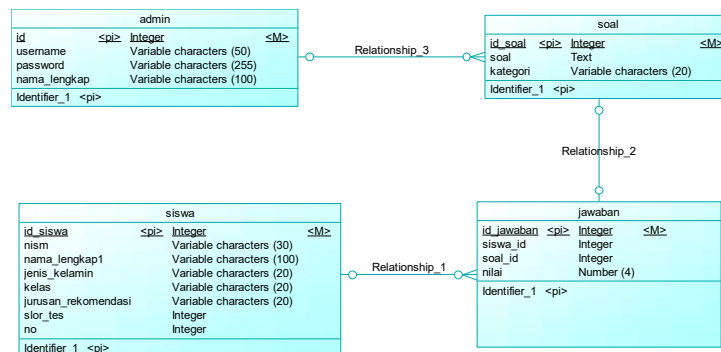 admin
id <pi> Integer <M>
username Variable characters (50)
password Variable characters (255)
nama_lengkap Variable characters (100)
Identifier_1 <pi>
Relationship_3
soal
id_soal <pi> Integer <M>
soal Text
kategori Variable characters (20)
Identifier_1 <pi>
Relationship_2
siswa
id_siswa <pi> Integer <M>
nism Variable characters (30)
nama_lengkap1 Variable characters (100)
jenis_kelamin Variable characters (20)
kelas Variable characters (20)
jurusan_rekomendasi Variable characters (20)
slor_tes Integer
no Integer
Identifier_1 <pi>
Relationship_1
jawaban
id_jawaban <pi> Integer <M>
siswa_id Integer
soal_id Integer
nilai Number (4)
Identifier_1 <pi>